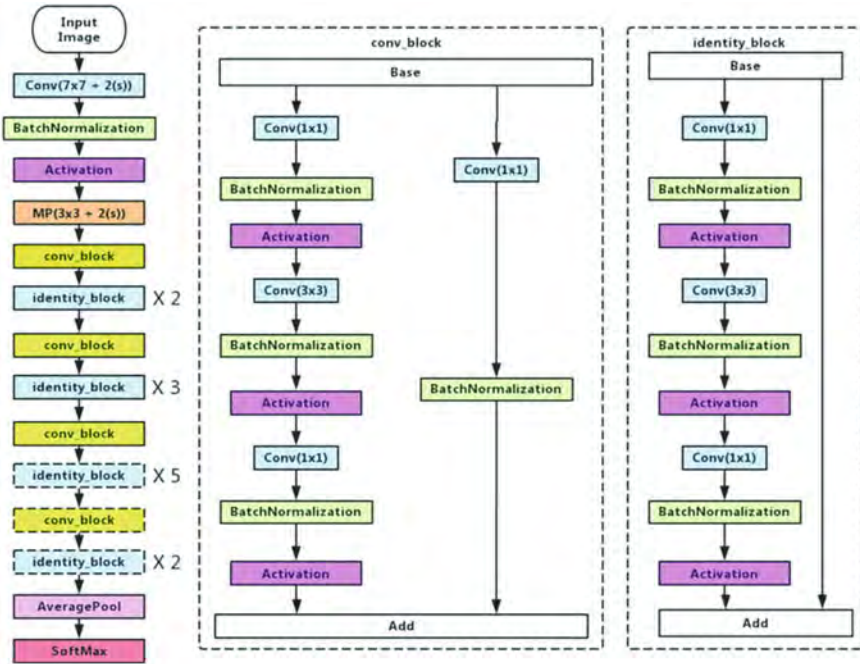 Input
Image
Conv(7x7 + 2(s))
BatchNormalization
Activation
MP(3x3 + 2(s))
conv_block
identity_block X 2
conv_block
identity_block X 3
conv_block
identity_block X 5
conv_block
identity_block X 2
AveragePool
SoftMax
conv_block
Base
Conv(1x1)
BatchNormalization
Activation
Conv(3x3)
BatchNormalization
Activation
Conv(1x1)
BatchNormalization
Activation
Conv(1x1)
BatchNormalization
Add
identity_block
Base
Conv(1x1)
BatchNormalization
Activation
Conv(3x3)
BatchNormalization
Activation
Conv(1x1)
BatchNormalization
Activation
Add